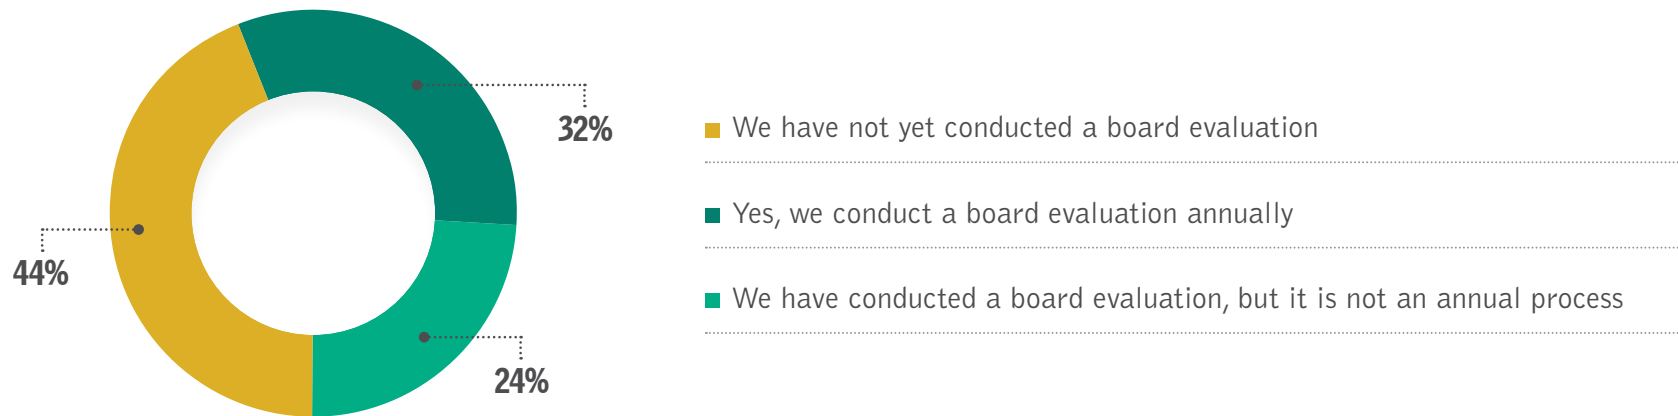 32%
44%
24%
We have not yet conducted a board evaluation
Yes, we conduct a board evaluation annually
We have conducted a board evaluation, but it is not an annual process